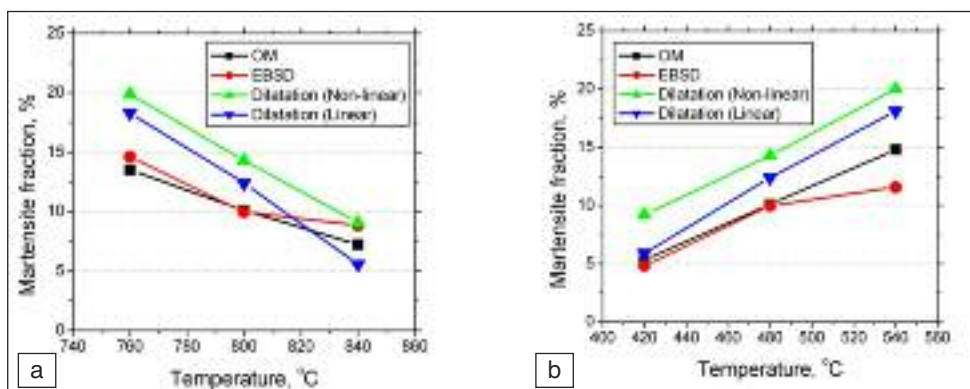 25
20
15
10
5
0
Martensite fraction, %
OM
EBSD
Dilatation (Non-linear)
Dilatation (Linear)
740 760 780 800 820 840 860
Temperature, °C
a
25
20
15
10
5
0
Martensite fraction, %
OM
EBSD
Dilatation (Non-linear)
Dilatation (Linear)
400 420 440 460 480 500 520 540 560
Temperature, °C
b